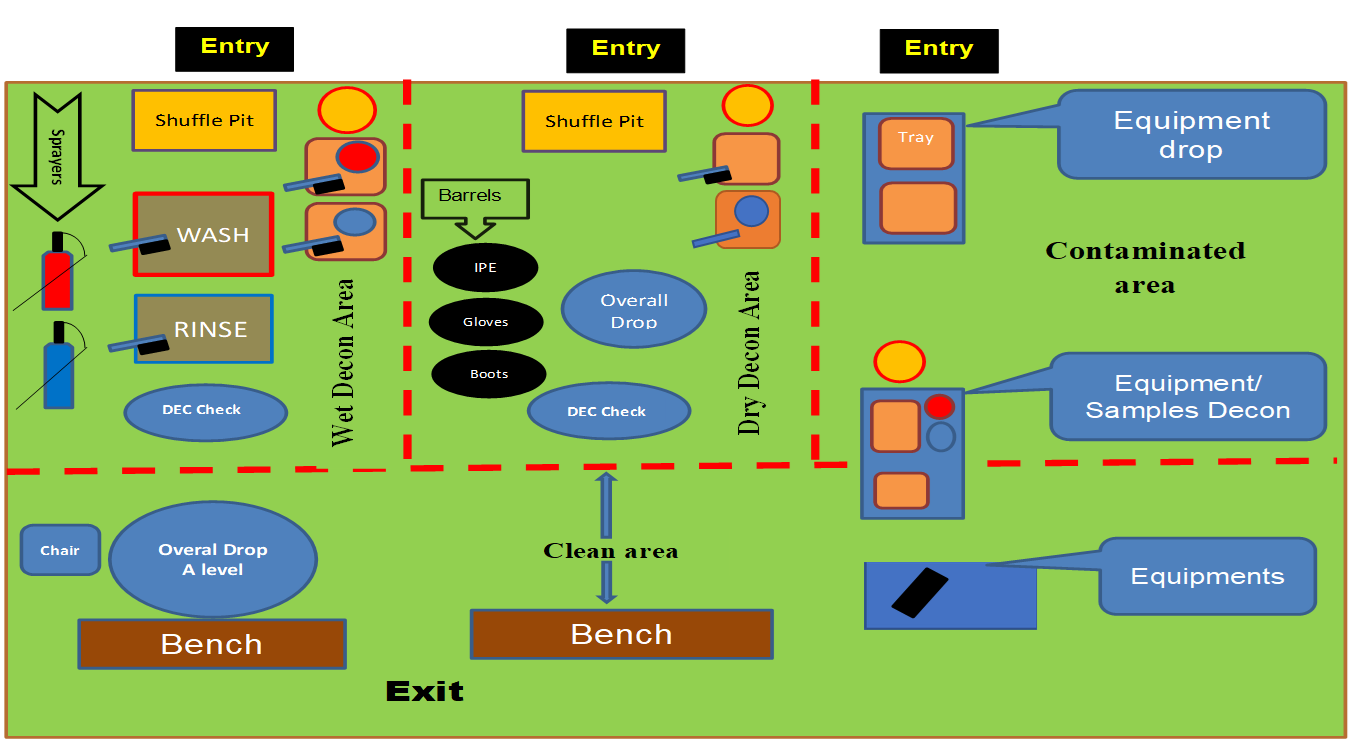 Entry
Entry
Entry
Sprayers
Shuffle Pit
WASH
RINSE
DEC Check
Wet Decon Area
Shuffle Pit
Barrels
IPE
Gloves
Boots
Overall
Drop
DEC Check
Dry Decon Area
Tray
Equipment
drop
Contaminated
area
Equipment/
Samples Decon
Chair
Overal Drop
A level
Bench
Clean area
Bench
Equipments
Exit